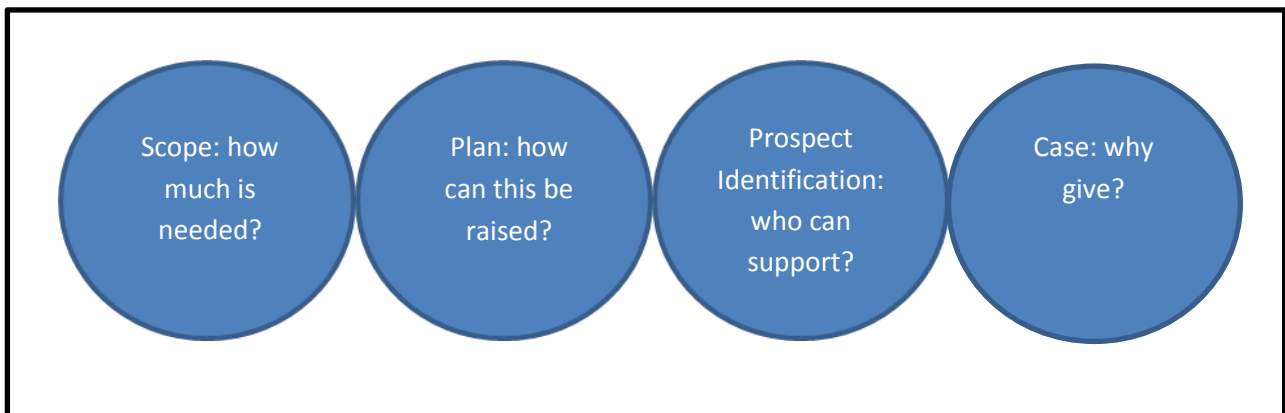 Scope: how
much is
needed?
Plan: how
can this be
raised?
Prospect
Identification:
who can
support?
Case: why
give?